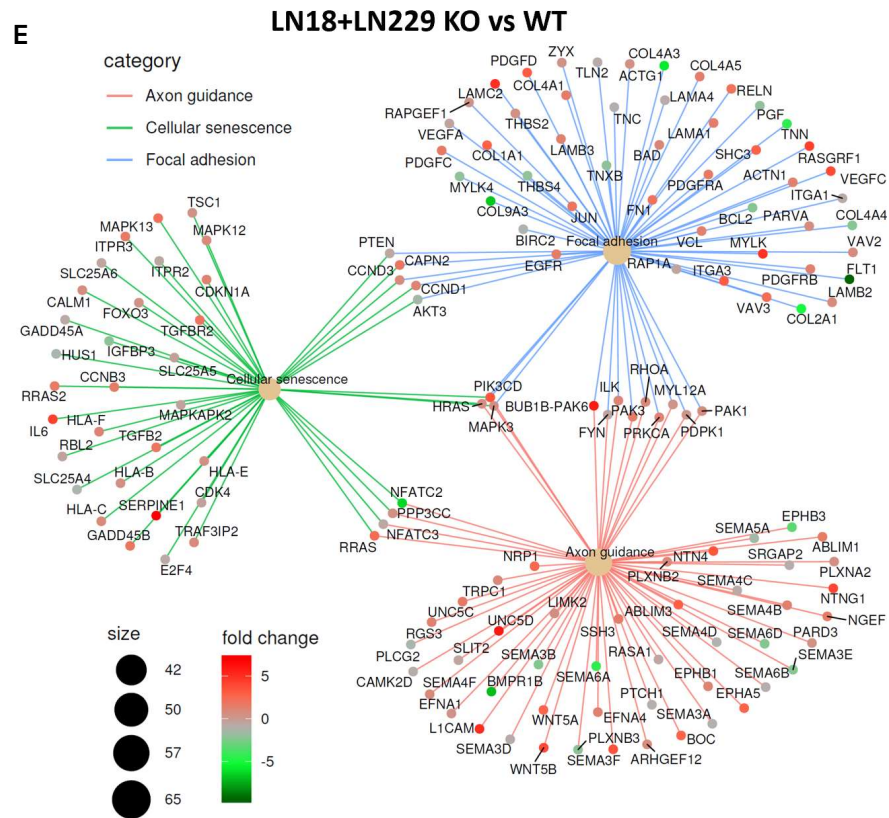 LN18+LN229 KO vs WT
E
category
Axon guidance
Cellular senescence
Focal adhesion
ZYX
COL4A3
PDGFD
TLN2
ACTG1
COL4A5
LAMC2
COL4A1
RELN
LAMA4
RAPGEF1
THBS2
TNC
PGF
VEGFA
LAMA1
TNN
LAMB3
BAD
SHC3
PDGFC
COL1A1
RASGRF1
TNXB
ACTN1
VEGFC
MYLK4
THBS4
PDGFRA
ITGA1
COL9A3
JUN
FN1
BCL2
PARVA
COL4A4
BIRC2
Focal adhesion
VCL
MYLK
VAV2
EGFR
RAP1A
ITGA3
PDGFRB
FLT1
LAMB2
VAV3
COL2A1
PTEN
CAPN2
CCND3
CCND1
AKT3
TSC1
MAPK13
MAPK12
ITPR3
SLC25A6
ITPR2
CDKN1A
CALM1
FOXO3
GADD45A
TGFBR2
HUS1
IGFBP3
SLC25A5
Cellular senescence
CCNB3
RRAS2
MAPKAPK2
IL6
HLA-F
RBL2
TGFB2
SLC25A4
HLA-B
HLA-E
HLA-C
SERPINE1
CDK4
GADD45B
TRAF3IP2
E2F4
PIK3CD
HRAS
BUB1B-PAK6
MAPK3
ILK
RHOA
MYL12A
PAK3
PAK1
FYN
PRKCA
PDPK1
NFATC2
PPP3CC
NFATC3
RRAS
SEMA5A
EPHB3
Axon guidance
NTN4
SRGAP2
ABLIM1
NRP1
PLXNB2
PLXNA2
TRPC1
SEMA4C
NTNG1
UNC5C
LIMK2
ABLIM3
SEMA4B
NGEF
RGS3
UNC5D
SSH3
SEMA4D
SEMA6D
PARD3
PLCG2
SLIT2
SEMA3B
RASA1
SEMA3E
CAMK2D
SEMA4F
BMPR1B
SEMA6A
EPHB1
SEMA6B
EFNA1
PTCH1
EPHA5
L1CAM
WNT5A
EFNA4
SEMA3A
SEMA3D
PLXNB3
BOC
WNT5B
SEMA3F
ARHGEF12
size
42
50
57
65
fold change
5
0
-5